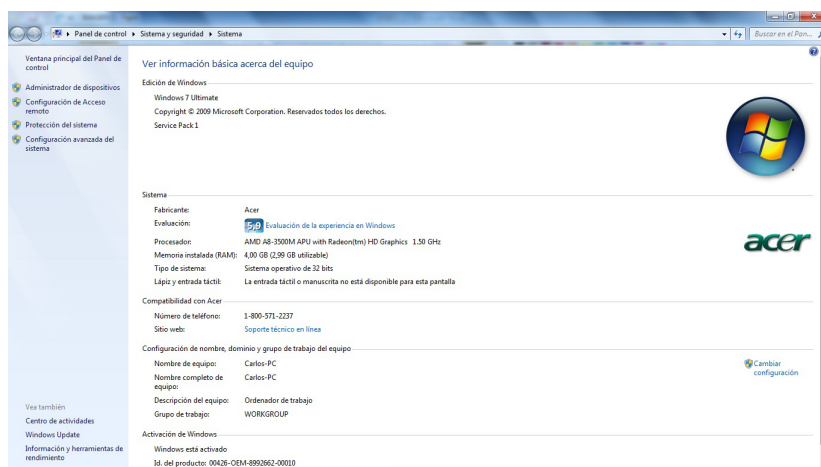 Panel de control ▸ Sistema y seguridad ▸ Sistema
Buscar en el Pan...
Ventana principal del Panel de
control
Administrador de dispositivos
Configuración de Acceso
remoto
Protección del sistema
Configuración avanzada del
sistema
Vea también
Centro de actividades
Windows Update
Información y herramientas de
rendimiento
Ver información básica acerca del equipo
Edición de Windows
Windows 7 Ultimate
Copyright © 2009 Microsoft Corporation. Reservados todos los derechos.
Service Pack 1
Sistema
Fabricante: Acer
Evaluación: 5,9 Evaluación de la experiencia en Windows
Procesador: AMD A8-3500M APU with Radeon(tm) HD Graphics 1.50 GHz
Memoria instalada (RAM): 4,00 GB (2,99 GB utilizable)
Tipo de sistema: Sistema operativo de 32 bits
Lápiz y entrada táctil: La entrada táctil o manuscrita no está disponible para esta pantalla
acer
Compatibilidad con Acer
Número de teléfono: 1-800-571-2237
Sitio web: Soporte técnico en línea
Configuración de nombre, dominio y grupo de trabajo del equipo
Nombre de equipo: Carlos-PC
Cambiar
configuración
Nombre completo de Carlos-PC
equipo:
Descripción del equipo: Ordenador de trabajo
Grupo de trabajo: WORKGROUP
Activación de Windows
Windows está activado
Id. del producto: 00426-OEM-8992662-00010